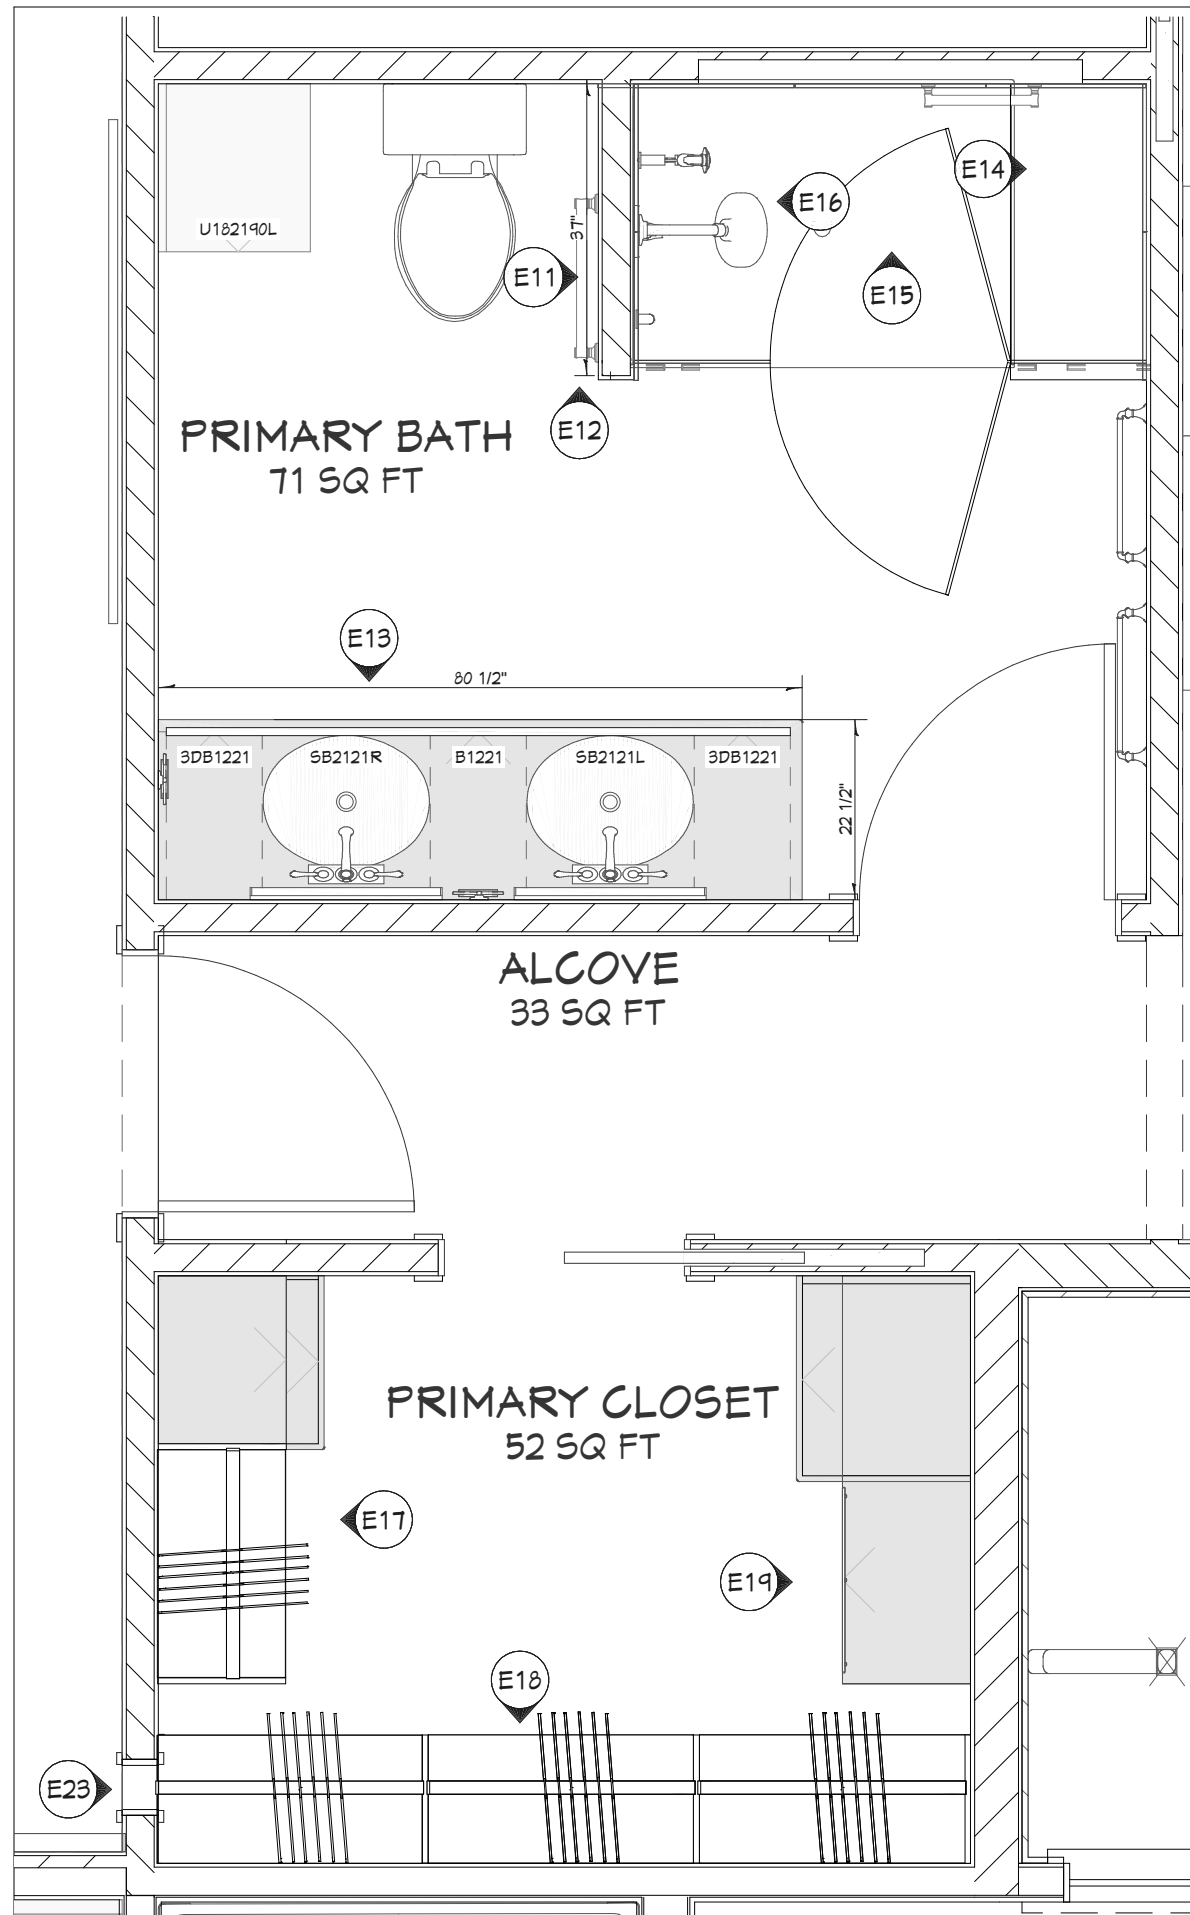 E14
E16
U182190L
37"
E11
E15
PRIMARY BATH
71 SQ FT
E12
E13
80 1/2"
3DB1221
SB2121R
B1221
SB2121L
3DB1221
22 1/2"
ALCOVE
33 SQ FT
PRIMARY CLOSET
52 SQ FT
E17
E19
E18
E23